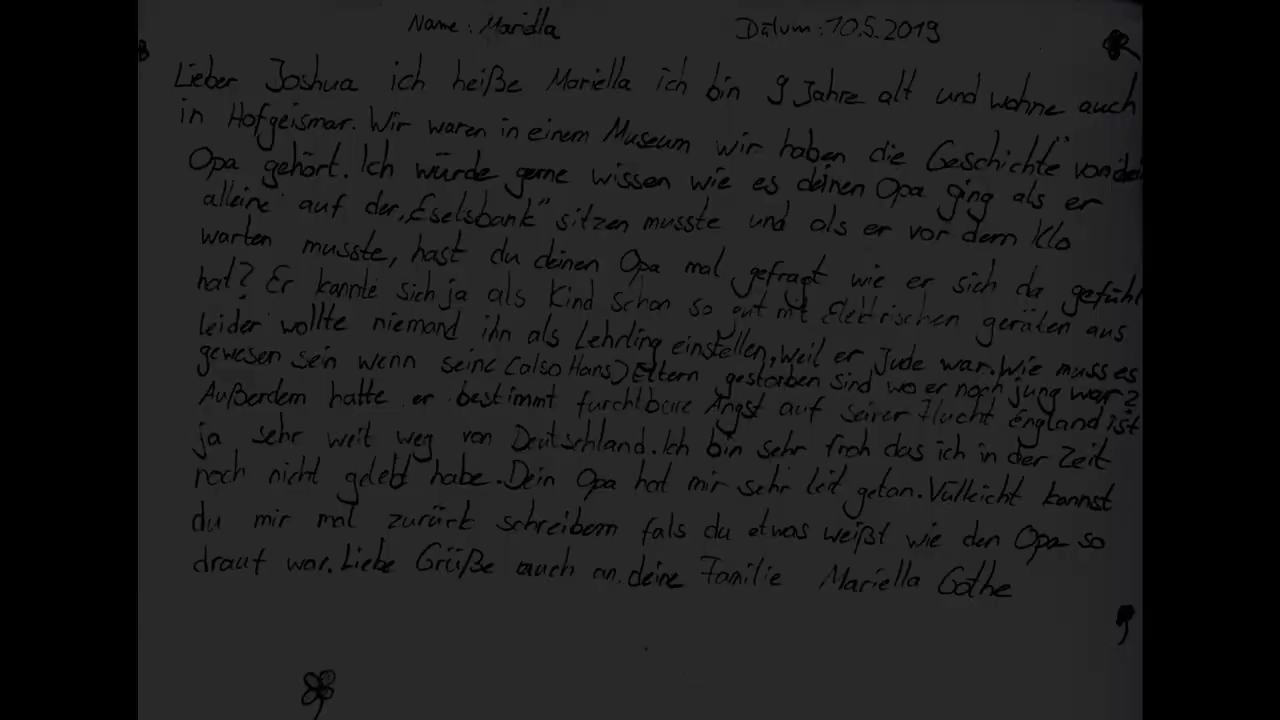 Name: Mariella Datum: 10.5.2019
Lieber Joshua ich heiße Mariella ich bin 9 Jahre alt und wohne auch
in Hofgeismar. Wir waren in einem Museum wir haben die Geschichte von
Opa gehört. Ich würde gerne wissen wie es deinen Opa ging als er
alleine auf der "Eselsbank" sitzen musste und als er vor dem Klo
warten musste, hast du deinen Opa mal gefragt wie er sich da gefühl
hat? Er kannte sich ja als Kind schon so gut mit Elektrischen geräten aus
leider wollte niemand ihn als Lehrling einstellen, weil er Jude war. Wie muss es
gewesen sein wenn seine (also Hans) Eltern gestorben sind wo er noch jung war?
Außerdem hatte er bestimmt furchtbare Angst auf seiner Flucht england ist
ja sehr weit weg von Deutschland. Ich bin sehr froh das ich in der Zeit
noch nicht gelebt habe. Dein Opa hat mir sehr leit getan. Vielleicht kannst
du mir mal zurück schreiben fals du etwas weißt wie den Opa so
drauf war. Liebe Grüße auch an deine Familie Mariella Gothe